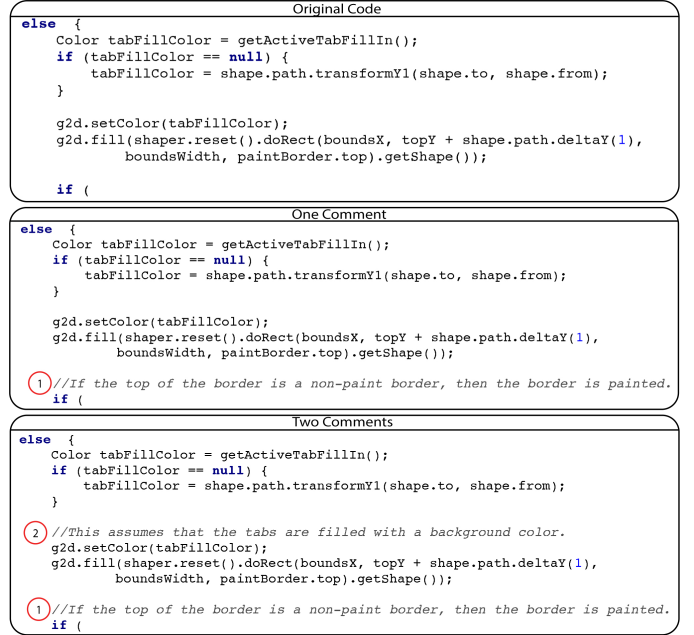 Original Code
else {
Color tabFillColor = getActiveTabFillIn();
if (tabFillColor == null) {
tabFillColor = shape.path.transformY1(shape.to, shape.from);
}
g2d.setColor(tabFillColor);
g2d.fill(shaper.reset().doRect(boundsX, topY + shape.path.deltaY(1),
boundsWidth, paintBorder.top).getShape());
if (
One Comment
else {
Color tabFillColor = getActiveTabFillIn();
if (tabFillColor == null) {
tabFillColor = shape.path.transformY1(shape.to, shape.from);
}
g2d.setColor(tabFillColor);
g2d.fill(shaper.reset().doRect(boundsX, topY + shape.path.deltaY(1),
boundsWidth, paintBorder.top).getShape());
1 //If the top of the border is a non-paint border, then the border is painted.
if (
Two Comments
else {
Color tabFillColor = getActiveTabFillIn();
if (tabFillColor == null) {
tabFillColor = shape.path.transformY1(shape.to, shape.from);
}
2 //This assumes that the tabs are filled with a background color.
g2d.setColor(tabFillColor);
g2d.fill(shaper.reset().doRect(boundsX, topY + shape.path.deltaY(1),
boundsWidth, paintBorder.top).getShape());
1 //If the top of the border is a non-paint border, then the border is painted.
if (